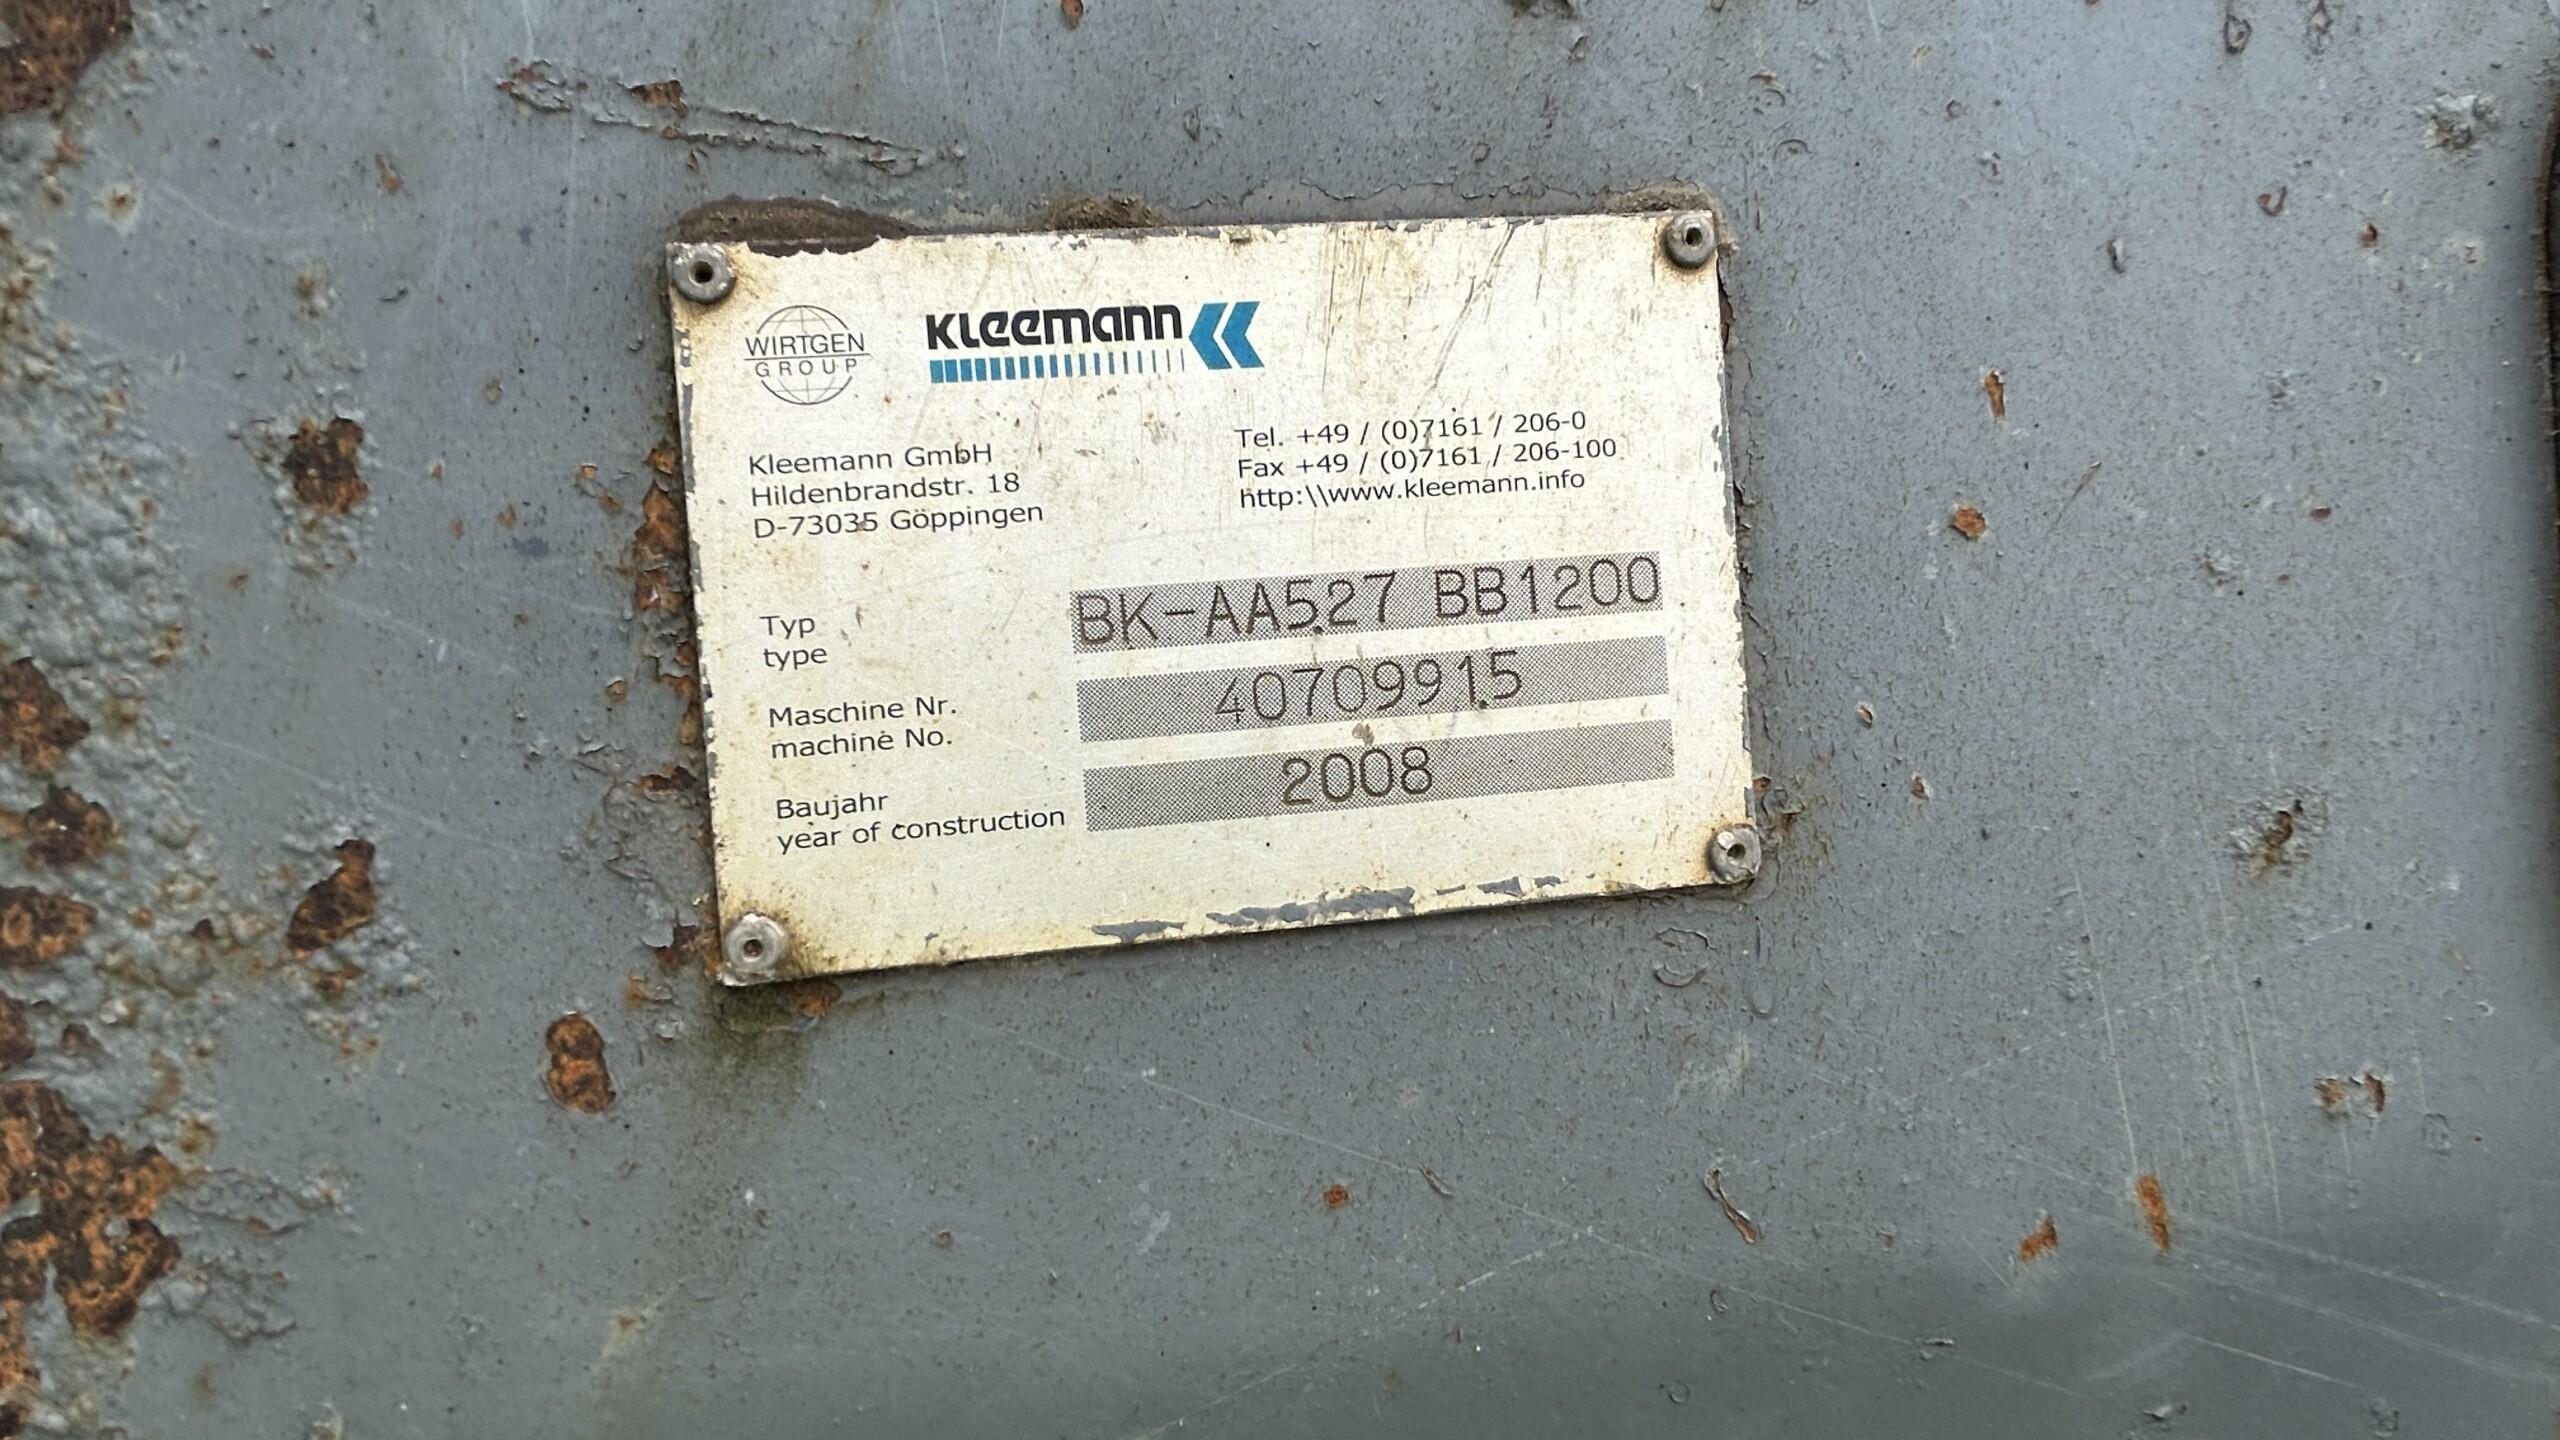 WIRTGEN
GROUP
Kleemann
Kleemann GmbH
Hildenbrandstr. 18
D-73035 Göppingen
Tel. +49 / (0)7161 / 206-0
Fax +49 / (0)7161 / 206-100
http:\\www.kleemann.info
Typ
type
BK-AA527 BB1200
Maschine Nr.
machine No.
40709915
Baujahr
year of construction
2008